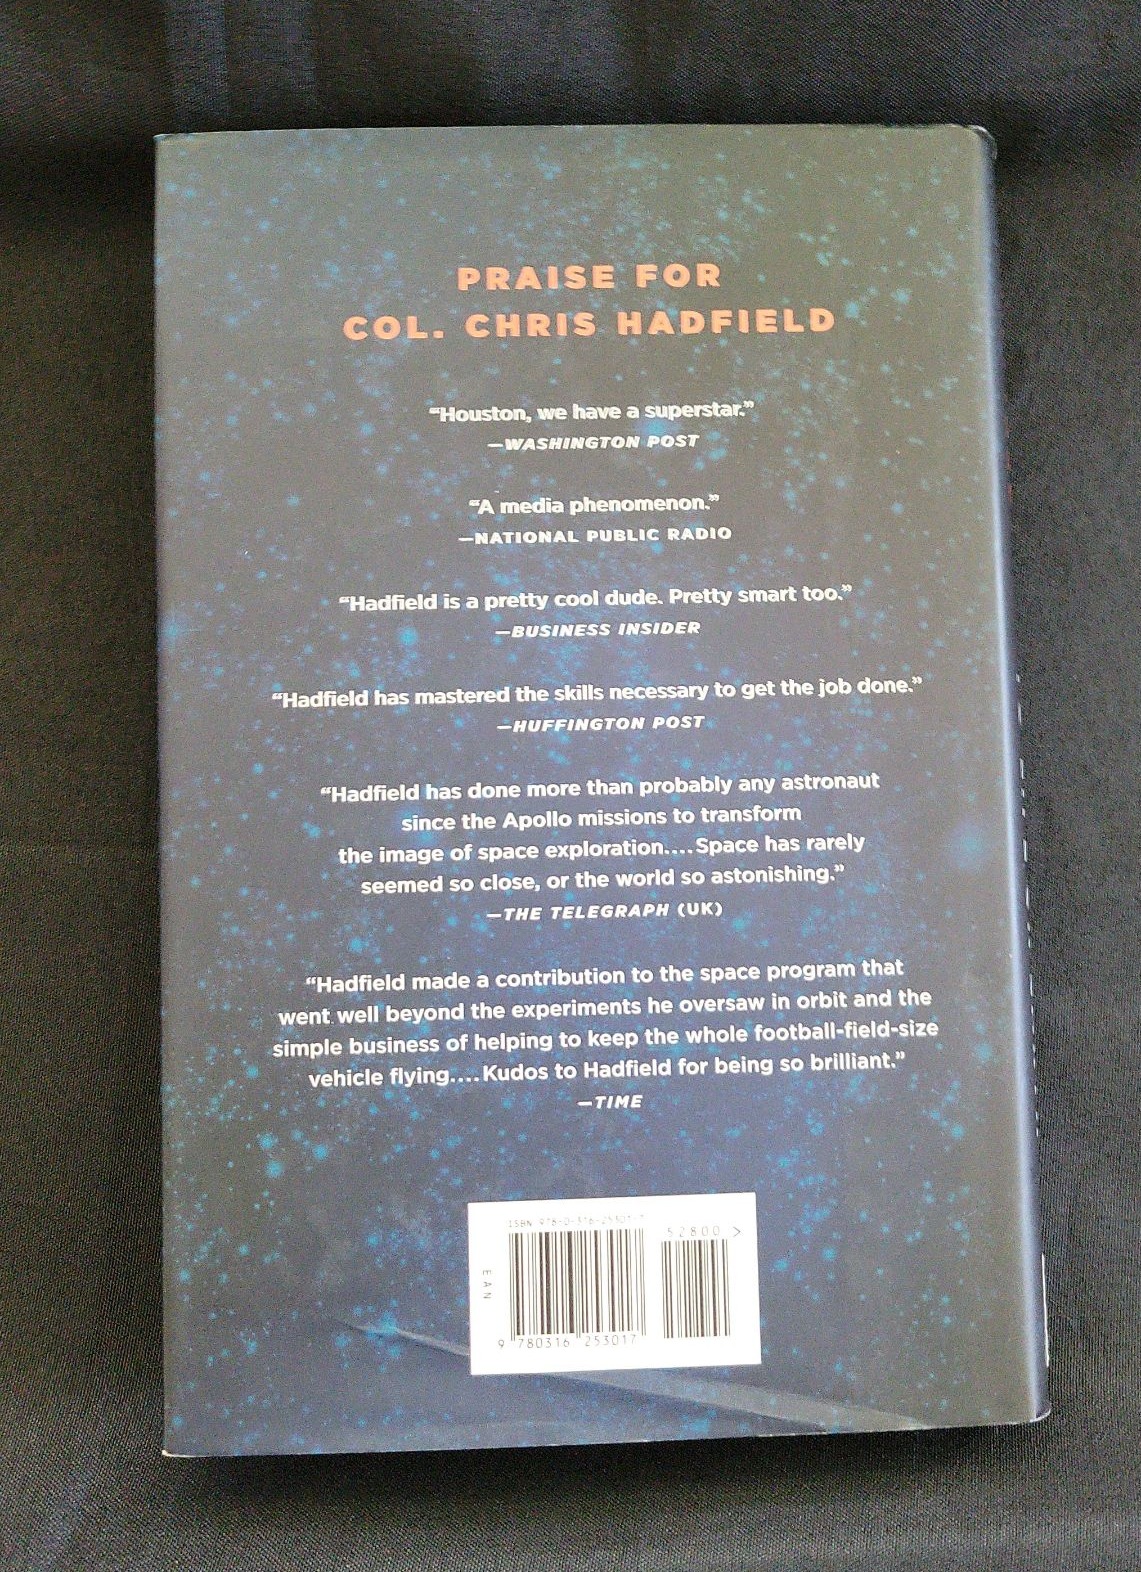 PRAISE FOR
COL. CHRIS HADFIELD
“Houston, we have a superstar.”
—WASHINGTON POST
“A media phenomenon.”
—NATIONAL PUBLIC RADIO
“Hadfield is a pretty cool dude. Pretty smart too.”
—BUSINESS INSIDER
“Hadfield has mastered the skills necessary to get the job done.”
—HUFFINGTON POST
“Hadfield has done more than probably any astronaut
since the Apollo missions to transform
the image of space exploration....Space has rarely
seemed so close, or the world so astonishing.”
—THE TELEGRAPH (UK)
“Hadfield made a contribution to the space program that
went well beyond the experiments he oversaw in orbit and the
simple business of helping to keep the whole football-field-size
vehicle flying....Kudos to Hadfield for being so brilliant.”
—TIME
ISBN 978-0-316-25301-7
52800 >
EAN
9 780316 253017